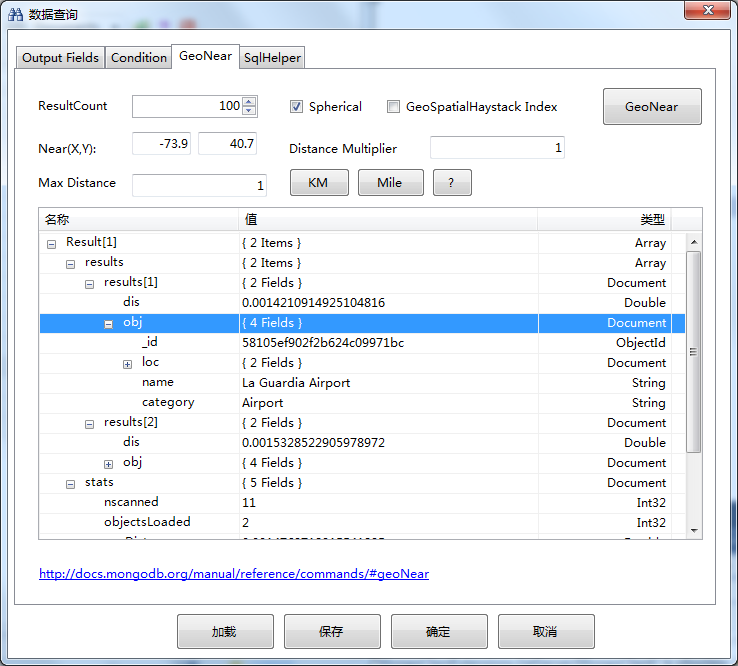 数据查询
Output Fields Condition GeoNear SqlHelper
ResultCount 100 Spherical GeoSpatialHaystack Index GeoNear
Near(X,Y): -73.9 40.7 Distance Multiplier 1
Max Distance 1 KM Mile ?
名称 值 类型
Result[1] { 2 Items } Array
results { 2 Items } Array
results[1] { 2 Fields } Document
dis 0.0014210914925104816 Double
obj { 4 Fields } Document
_id 58105ef902f2b624c09971bc ObjectId
loc { 2 Fields } Document
name La Guardia Airport String
category Airport String
results[2] { 2 Fields } Document
dis 0.0015328522905978972 Double
obj { 4 Fields } Document
stats { 5 Fields } Document
nscanned 11 Int32
objectsLoaded 2 Int32
http://docs.mongodb.org/manual/reference/commands/#geoNear
加载 保存 确定 取消